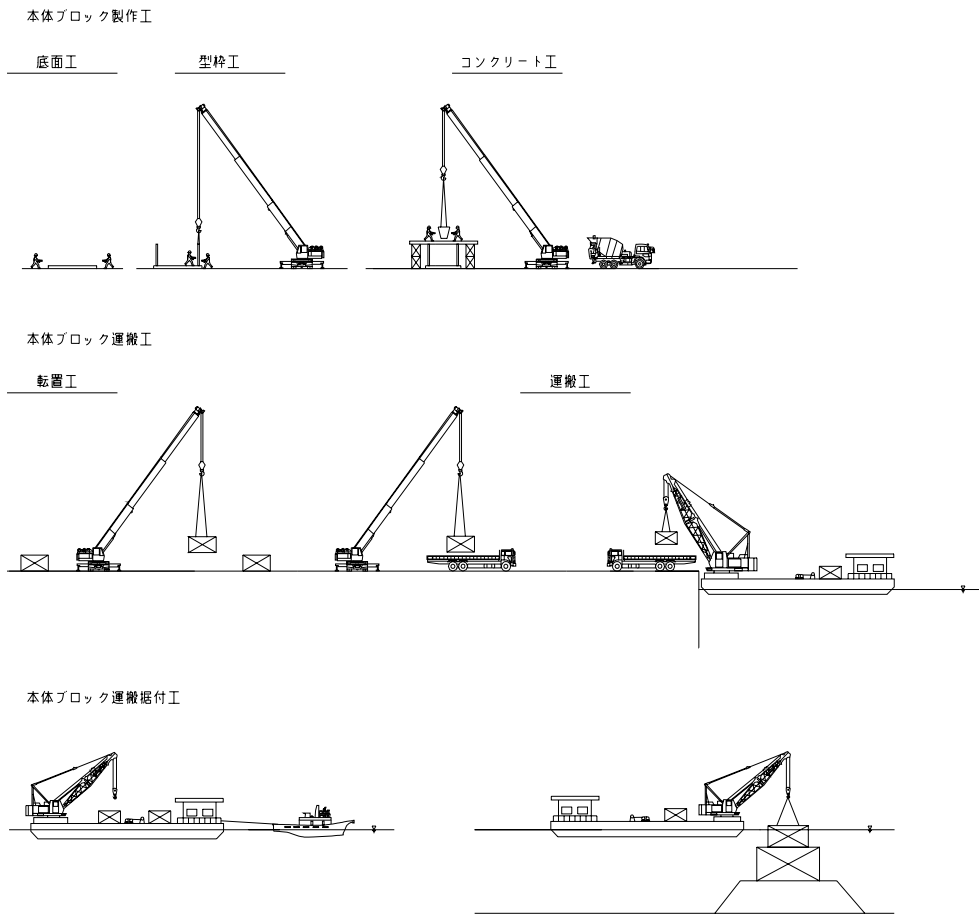 本体ブロック製作工
底面工
型枠工
コンクリート工
本体ブロック運搬工
転置工
運搬工
本体ブロック運搬据付工